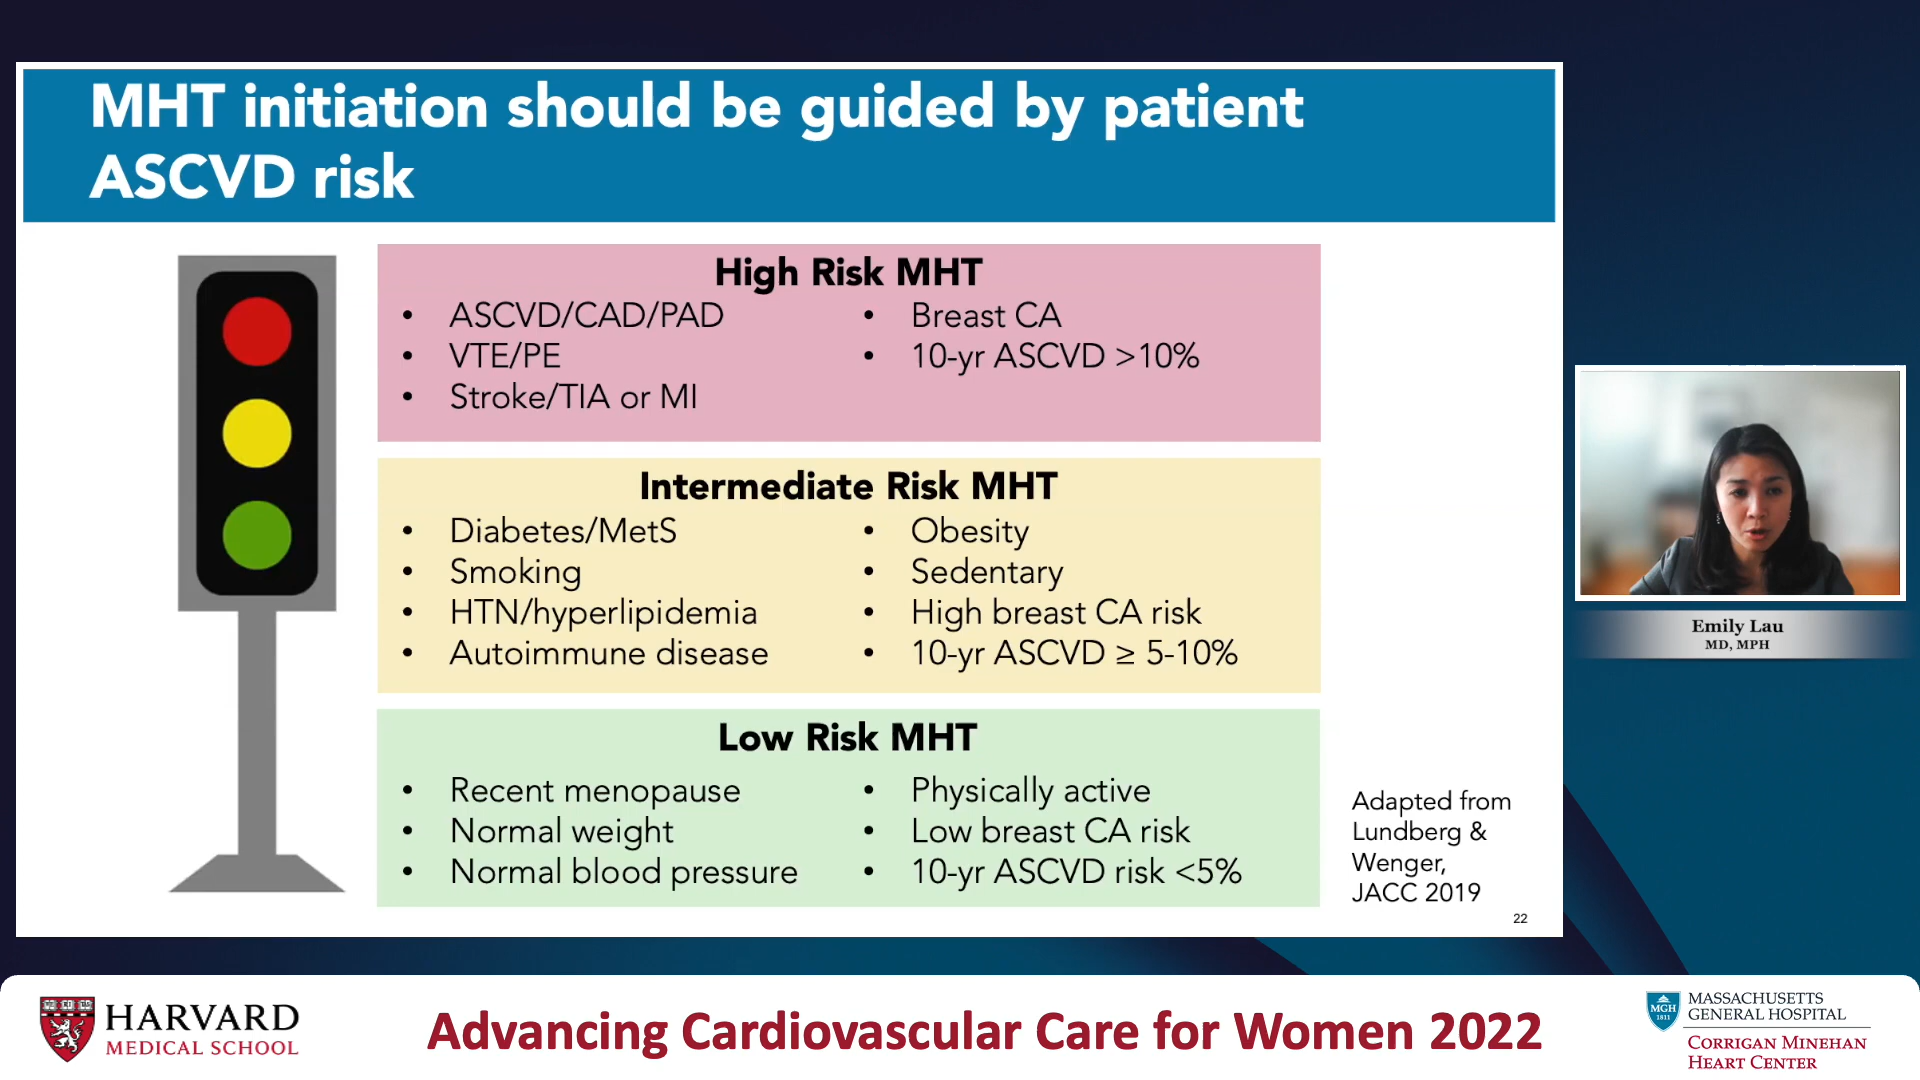 MHT initiation should be guided by patient
ASCVD risk
High Risk MHT
• ASCVD/CAD/PAD
• VTE/PE
• Stroke/TIA or MI
• Breast CA
• 10-yr ASCVD >10%
Intermediate Risk MHT
• Diabetes/MetS
• Smoking
• HTN/hyperlipidemia
• Autoimmune disease
• Obesity
• Sedentary
• High breast CA risk
• 10-yr ASCVD ≥ 5-10%
Low Risk MHT
• Recent menopause
• Normal weight
• Normal blood pressure
• Physically active
• Low breast CA risk
• 10-yr ASCVD risk <5%
Adapted from
Lundberg &
Wenger,
JACC 2019
22
Emily Lau
MD, MPH
HARVARD
MEDICAL SCHOOL
Advancing Cardiovascular Care for Women 2022
MGH
1811
MASSACHUSETTS
GENERAL HOSPITAL
CORRIGAN MINEHAN
HEART CENTER